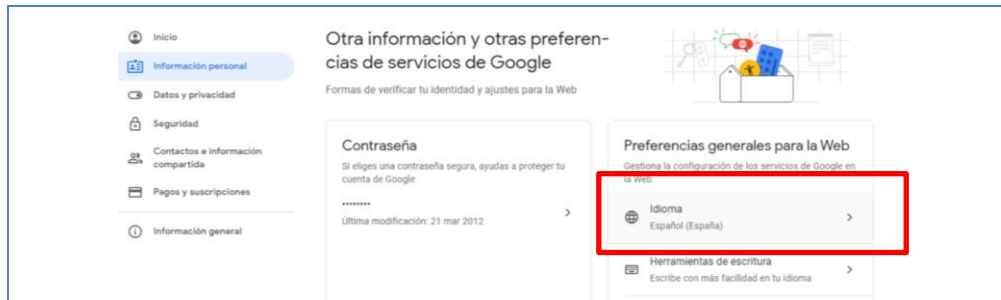 Inicio
Información personal
Datos y privacidad
Seguridad
Contactos e información
compartida
Pagos y suscripciones
Información general
Otra información y otras preferen-
cias de servicios de Google
Formas de verificar tu identidad y ajustes para la Web
Contraseña
Si eliges una contraseña segura, ayudas a proteger tu
cuenta de Google
••••••••
Última modificación: 21 mar 2012
Preferencias generales para la Web
Gestiona la configuración de los servicios de Google en
la Web
Idioma
Español (España)
Herramientas de escritura
Escribe con más facilidad en tu idioma